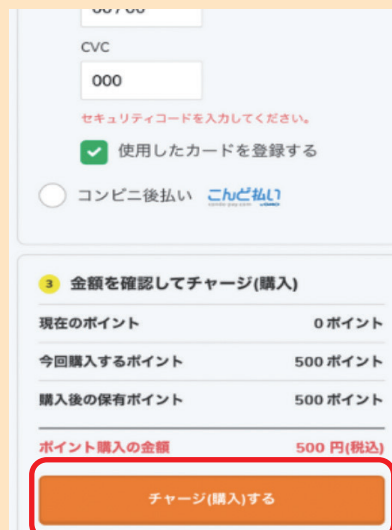 CVC
000
セキュリティコードを入力してください。
使用したカードを登録する
コンビニ後払い こんど払い
3 金額を確認してチャージ(購入)
現在のポイント 0ポイント
今回購入するポイント 500ポイント
購入後の保有ポイント 500ポイント
ポイント購入の金額 500円(税込)
チャージ(購入)する